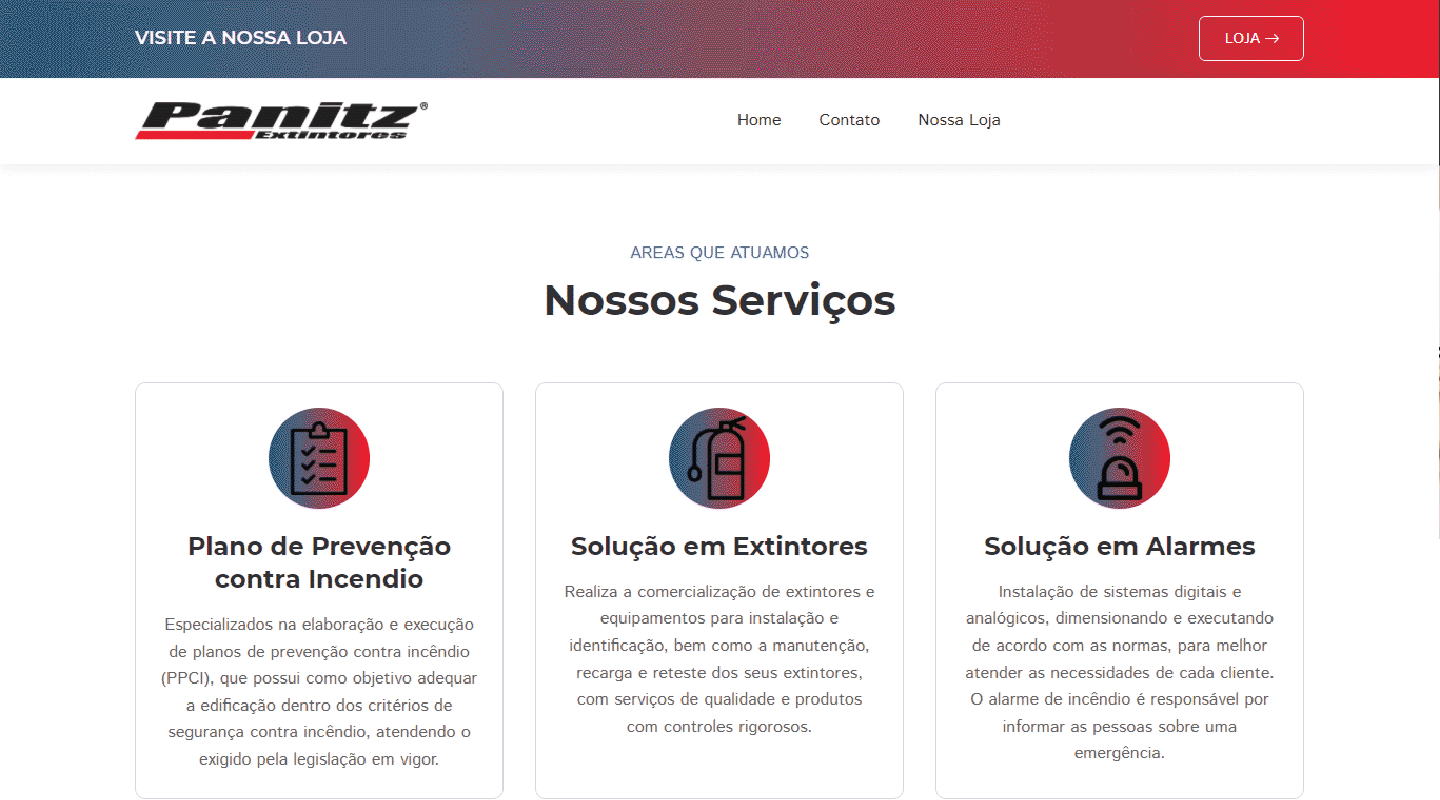 VISITE A NOSSA LOJA
LOJA →
Panitz®
Extintores
Home
Contato
Nossa Loja
AREAS QUE ATUAMOS
Nossos Serviços
Plano de Prevenção
contra Incendio
Especializados na elaboração e execução
de planos de prevenção contra incêndio
(PPCI), que possui como objetivo adequar
a edificação dentro dos critérios de
segurança contra incêndio, atendendo o
exigido pela legislação em vigor.
Solução em Extintores
Realiza a comercialização de extintores e
equipamentos para instalação e
identificação, bem como a manutenção,
recarga e reteste dos seus extintores,
com serviços de qualidade e produtos
com controles rigorosos.
Solução em Alarmes
Instalação de sistemas digitais e
analógicos, dimensionando e executando
de acordo com as normas, para melhor
atender as necessidades de cada cliente.
O alarme de incêndio é responsável por
informar as pessoas sobre uma
emergência.